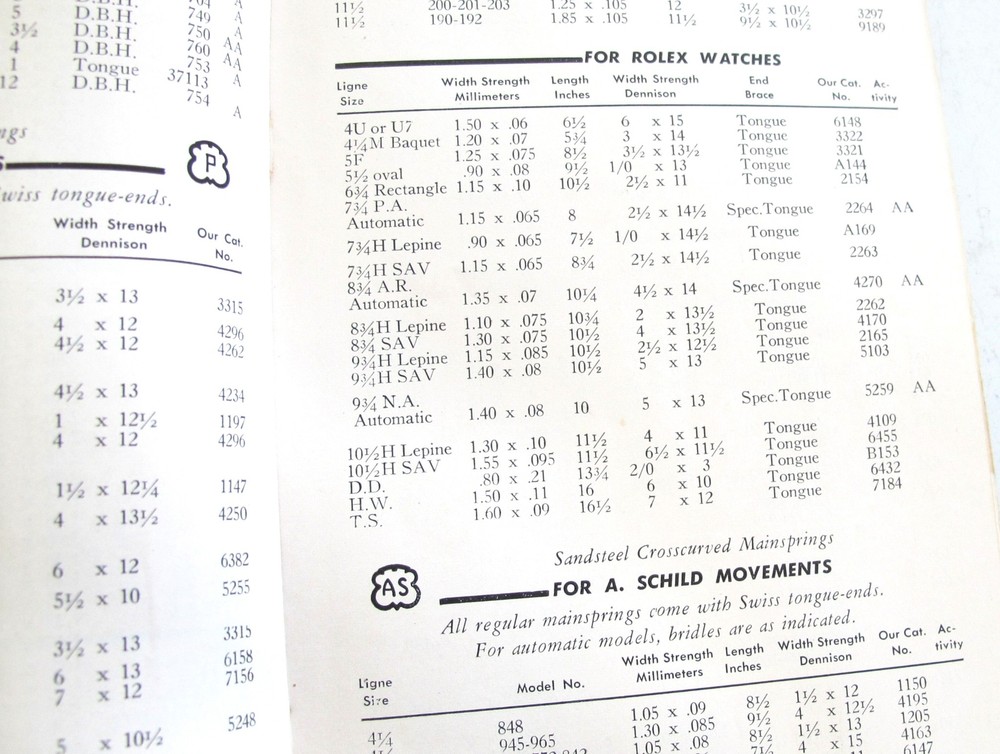 704 A
5 D.B.H. 749 A
3½ D.B.H. 750 AA
4 D.B.H. 760 AA
1 Tongue 753 A
12 D.B.H. 37113
754 A
ngs
P
Swiss tongue-ends.
Width Strength Our Cat.
Dennison No.
3½ x 13 3315
4 x 12 4296
4½ x 12 4262
4½ x 13 4234
1 x 12½ 1197
4 x 12 4296
1½ x 12¼ 1147
4 x 13½ 4250
6 x 12 6382
5½ x 10 5255
3½ x 13 3315
6 x 13 6158
7 x 12 7156
5 x 10½ 5248
11½ 200-201-203 1.25 x .105 12 3½ x 10½ 3297
11½ 190-192 1.85 x .105 11½ 9½ x 10½ 9189
FOR ROLEX WATCHES
Ligne Width Strength Length Width Strength End Our Cat. Ac-
Size Millimeters Inches Dennison Brace No. tivity
4U or U7 1.50 x .06 6½ 6 x 15 Tongue 6148
4¼M Baquet 1.20 x .07 5¾ 3 x 14 Tongue 3322
5F 1.25 x .075 8½ 3½ x 13½ Tongue 3321
5½ oval .90 x .08 9½ 1/0 x 13 Tongue A144
6¾ Rectangle 1.15 x .10 10½ 2½ x 11 Tongue 2154
7¾ P.A.
Automatic 1.15 x .065 8 2½ x 14½ Spec.Tongue 2264 AA
7¾H Lepine .90 x .065 7½ 1/0 x 14½ Tongue A169
7¾H SAV 1.15 x .065 8¾ 2½ x 14½ Tongue 2263
8¾ A.R.
Automatic 1.35 x .07 10¼ 4½ x 14 Spec.Tongue 4270 AA
8¾H Lepine 1.10 x .075 10¾ 2 x 13½ Tongue 2262
8¾ SAV 1.30 x .075 10½ 4 x 13½ Tongue 4170
9¾H Lepine 1.15 x .085 10½ 2½ x 12½ Tongue 2165
9¾H SAV 1.40 x .08 10½ 5 x 13 Tongue 5103
9¾ N.A.
Automatic 1.40 x .08 10 5 x 13 Spec.Tongue 5259 AA
10½H Lepine 1.30 x .10 11½ 4 x 11 Tongue 4109
10½H SAV 1.55 x .095 11½ 6½ x 11½ Tongue 6455
D.D. .80 x .21 13¾ 2/0 x 3 Tongue B153
H.W. 1.50 x .11 16 6 x 10 Tongue 6432
T.S. 1.60 x .09 16½ 7 x 12 Tongue 7184
Sandsteel Crosscurved Mainsprings
AS FOR A. SCHILD MOVEMENTS
All regular mainsprings come with Swiss tongue-ends.
For automatic models, bridles are as indicated.
Ligne Model No. Width Strength Length Width Strength Our Cat. Ac-
Size Millimeters Inches Dennison No. tivity
4¼ 848 1.05 x .09 8½ 1½ x 12 1150
945-965 1.30 x .085 9½ 4 x 12½ 4195
1.05 x .08 8½ 1½ x 13 1205
4 x 15 4163
6147